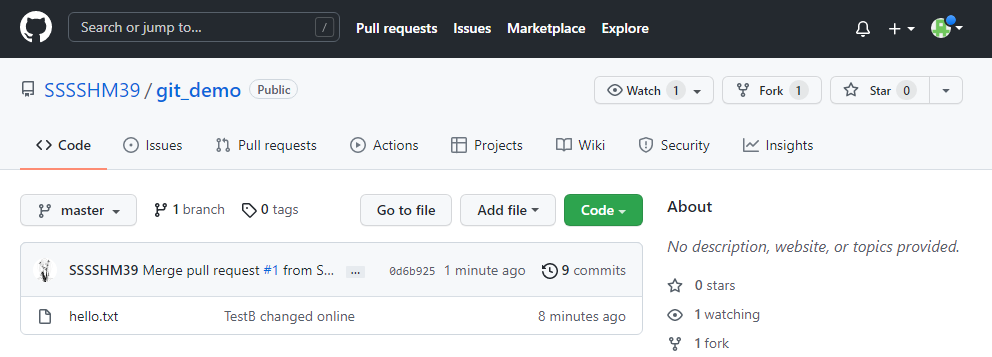 Search or jump to... / Pull requests Issues Marketplace Explore
SSSSHM39 / git_demo Public Watch 1 Fork 1 Star 0
Code Issues Pull requests Actions Projects Wiki Security Insights
master 1 branch 0 tags Go to file Add file Code
About
No description, website, or topics provided.
SSSSHM39 Merge pull request #1 from S... ... 0d6b925 1 minute ago 9 commits
0 stars
hello.txt TestB changed online 8 minutes ago
1 watching
1 fork